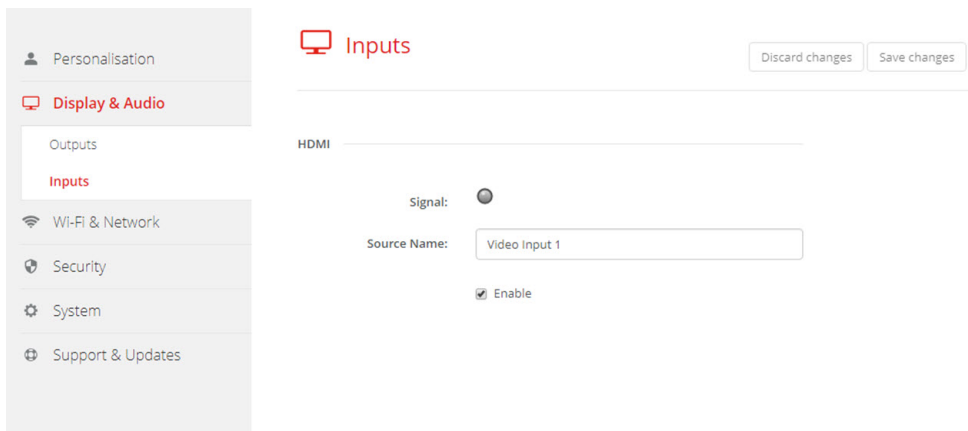 Personalisation
Display & Audio
Outputs
Inputs
Wi-Fi & Network
Security
System
Support & Updates
Inputs
Discard changes
Save changes
HDMI
Signal:
Source Name:
Video Input 1
Enable